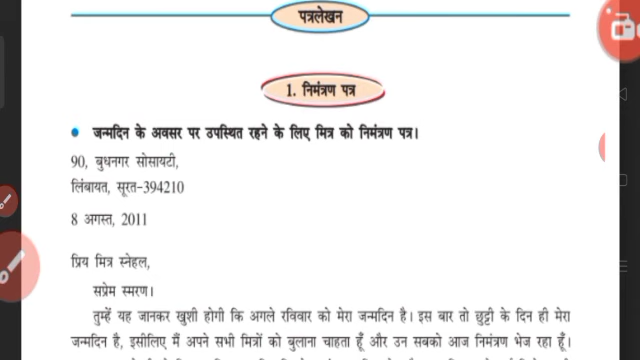 पत्रलेखन
1. निमंत्रण पत्र
• जन्मदिन के अवसर पर उपस्थित रहने के लिए मित्र को निमंत्रण पत्र।
90, बुधनगर सोसायटी,
लिंबायत, सूरत-394210
8 अगस्त, 2011
प्रिय मित्र स्नेहल,
सप्रेम स्मरण।
तुम्हें यह जानकर खुशी होगी कि अगले रविवार को मेरा जन्मदिन है। इस बार तो छुट्टी के दिन ही मेरा
जन्मदिन है, इसीलिए मैं अपने सभी मित्रों को बुलाना चाहता हूँ और उन सबको आज निमंत्रण भेज रहा हूँ।